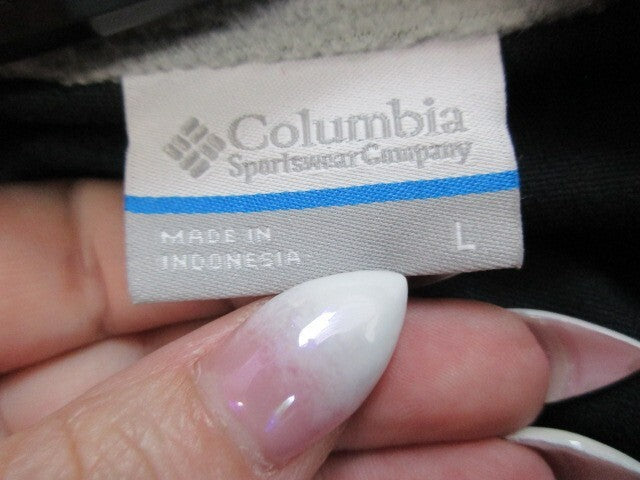 Columbia
Sportswear Company
MADE IN
INDONESIA
L